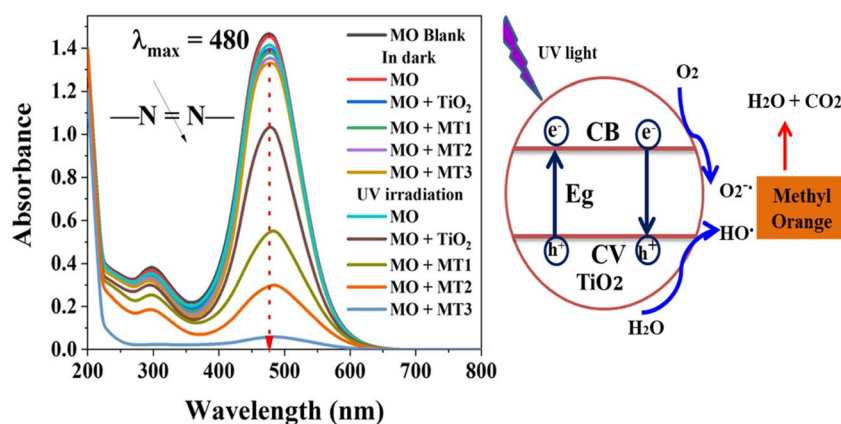 λmax = 480
—N = N—
MO Blank
In dark
MO
MO + TiO2
MO + MT1
MO + MT2
MO + MT3
UV irradiation
MO
MO + TiO2
MO + MT1
MO + MT2
MO + MT3
Absorbance
1.4
1.2
1.0
0.8
0.6
0.4
0.2
0.0
200 300 400 500 600 700 800
Wavelength (nm)
UV light
O2
H2O + CO2
e- CB e-
Eg
O2-•
HO•
Methyl
Orange
h+ CV h+
TiO2
H2O